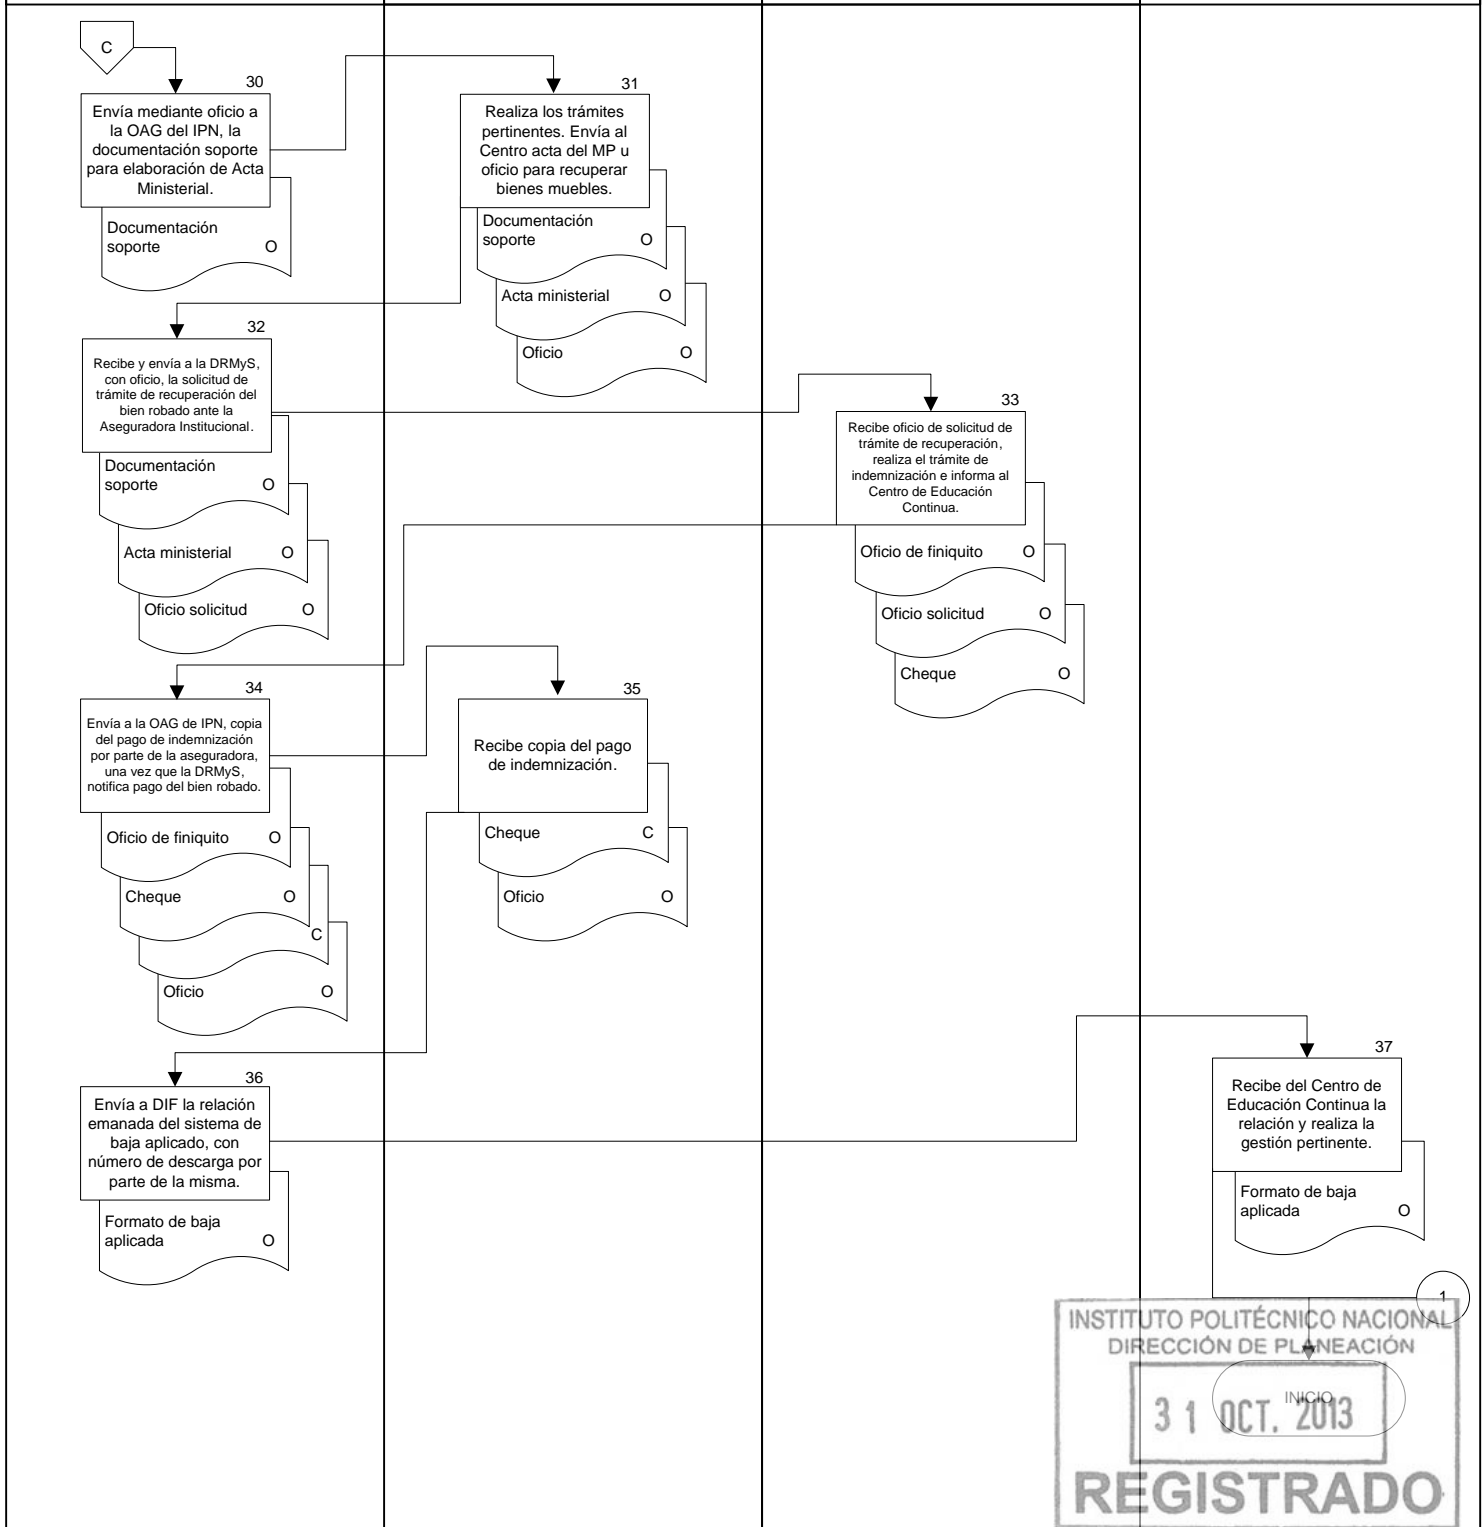 C
30
Envía mediante oficio a
la OAG del IPN, la
documentación soporte
para elaboración de Acta
Ministerial.
Documentación
soporte O
31
Realiza los trámites
pertinentes. Envía al
Centro acta del MP u
oficio para recuperar
bienes muebles.
Documentación
soporte O
Acta ministerial O
Oficio O
32
Recibe y envía a la DRMyS,
con oficio, la solicitud de
trámite de recuperación del
bien robado ante la
Aseguradora Institucional.
Documentación
soporte O
Acta ministerial O
Oficio solicitud O
33
Recibe oficio de solicitud de
trámite de recuperación,
realiza el trámite de
indemnización e informa al
Centro de Educación
Continua.
Oficio de finiquito O
Oficio solicitud O
Cheque O
34
Envía a la OAG de IPN, copia
del pago de indemnización
por parte de la aseguradora,
una vez que la DRMyS,
notifica pago del bien robado.
Oficio de finiquito O
Cheque O
C
Oficio O
35
Recibe copia del pago
de indemnización.
Cheque C
Oficio O
36
Envía a DIF la relación
emanada del sistema de
baja aplicado, con
número de descarga por
parte de la misma.
Formato de baja
aplicada O
37
Recibe del Centro de
Educación Continua la
relación y realiza la
gestión pertinente.
Formato de baja
aplicada O
1
INSTITUTO POLITÉCNICO NACIONAL
DIRECCIÓN DE PLANEACIÓN
INICIO
3 1 OCT. 2013
REGISTRADO